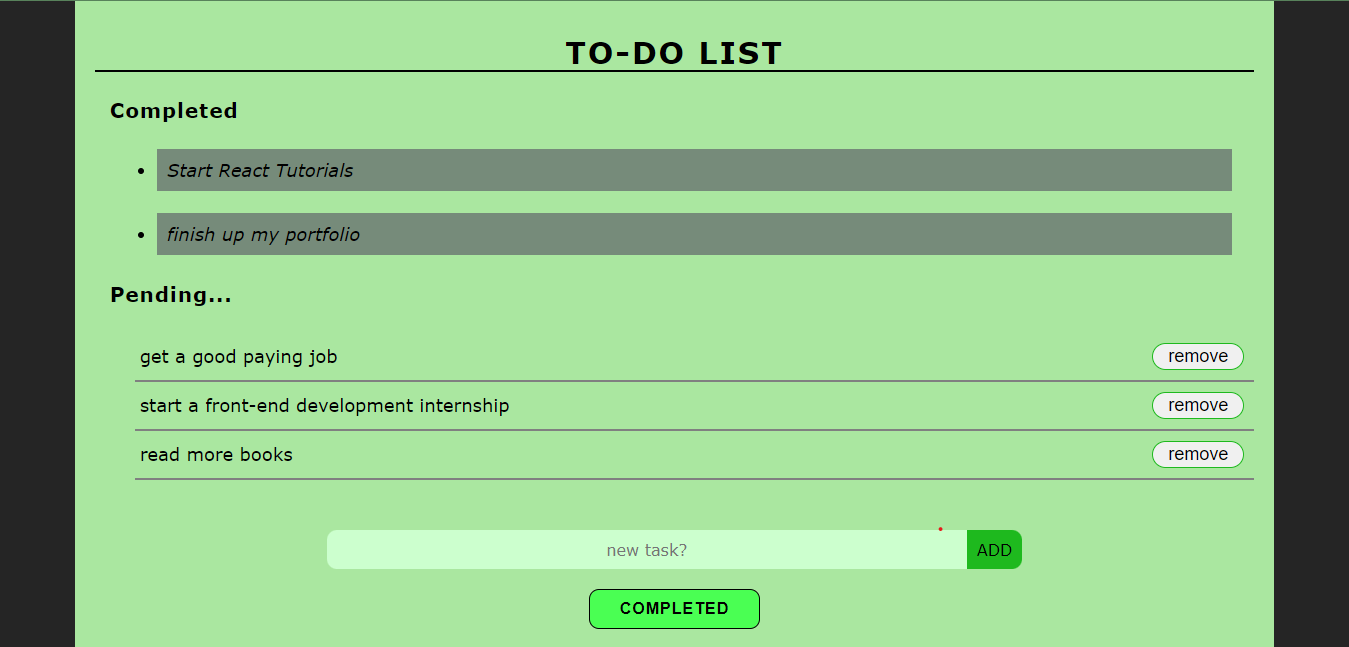 TO-DO LIST
Completed
Start React Tutorials
finish up my portfolio
Pending...
get a good paying job remove
start a front-end development internship remove
read more books remove
new task? ADD
COMPLETED